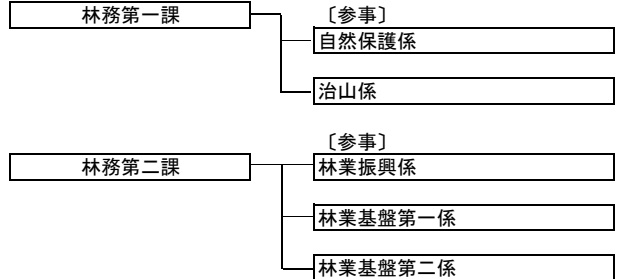 林務第一課
〔参事〕
自然保護係
治山係
〔参事〕
林務第二課
林業振興係
林業基盤第一係
林業基盤第二係